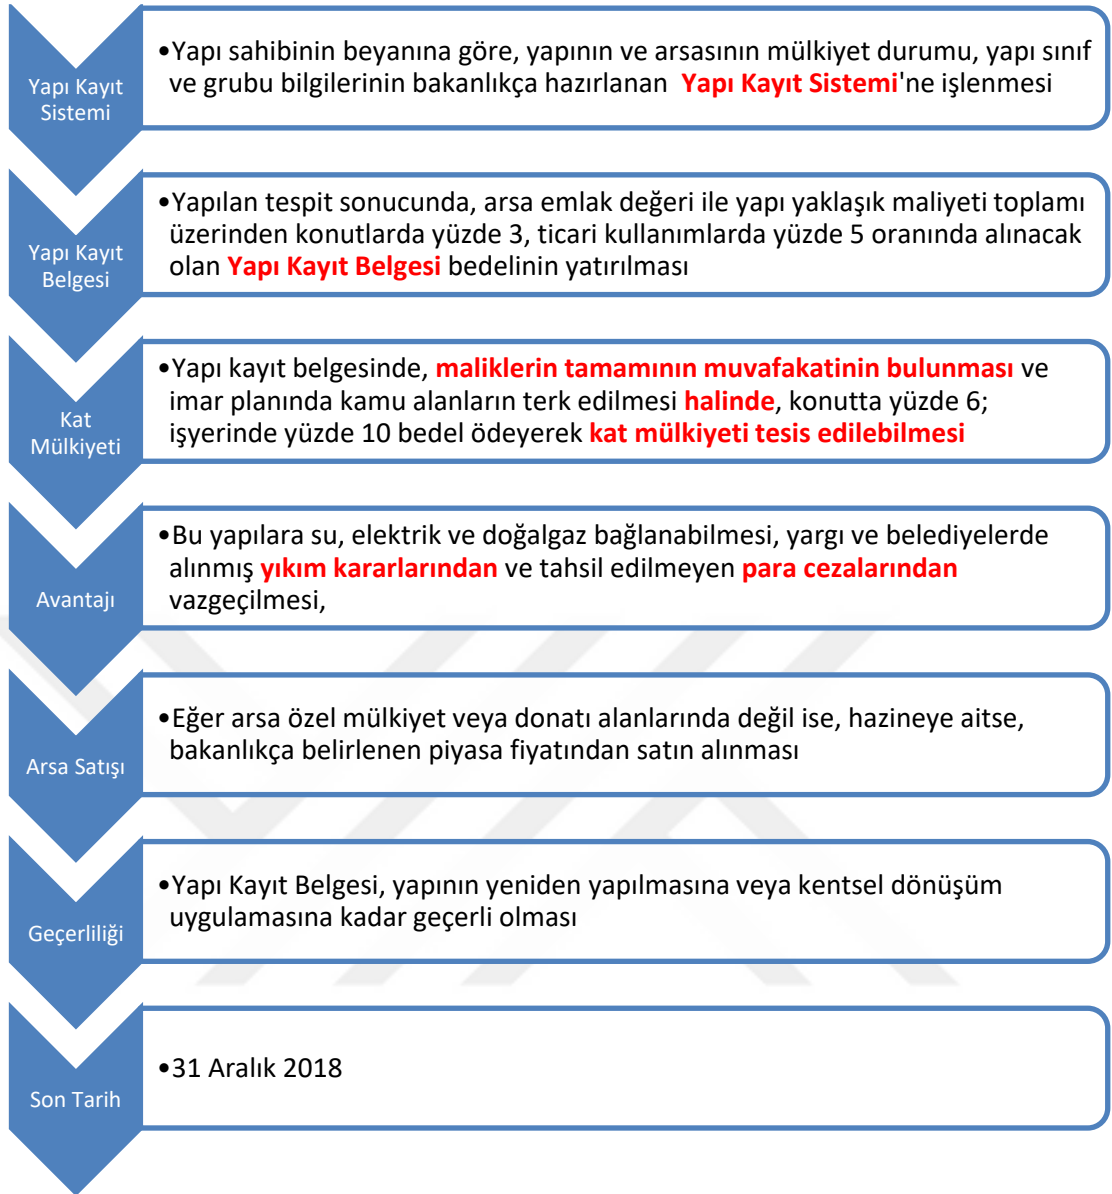 Yapı Kayıt
Sistemi
•Yapı sahibinin beyanına göre, yapının ve arsasının mülkiyet durumu, yapı sınıf
ve grubu bilgilerinin bakanlıkça hazırlanan Yapı Kayıt Sistemi'ne işlenmesi
Yapı Kayıt
Belgesi
•Yapılan tespit sonucunda, arsa emlak değeri ile yapı yaklaşık maliyeti toplamı
üzerinden konutlarda yüzde 3, ticari kullanımlarda yüzde 5 oranında alınacak
olan Yapı Kayıt Belgesi bedelinin yatırılması
Kat
Mülkiyeti
•Yapı kayıt belgesinde, maliklerin tamamının muvafakatinin bulunması ve
imar planında kamu alanların terk edilmesi halinde, konutta yüzde 6;
işyerinde yüzde 10 bedel ödeyerek kat mülkiyeti tesis edilebilmesi
Avantajı
•Bu yapılara su, elektrik ve doğalgaz bağlanabilmesi, yargı ve belediyelerde
alınmış yıkım kararlarından ve tahsil edilmeyen para cezalarından
vazgeçilmesi,
Arsa Satışı
•Eğer arsa özel mülkiyet veya donatı alanlarında değil ise, hazineye aitse,
bakanlıkça belirlenen piyasa fiyatından satın alınması
Geçerliliği
•Yapı Kayıt Belgesi, yapının yeniden yapılmasına veya kentsel dönüşüm
uygulamasına kadar geçerli olması
Son Tarih
•31 Aralık 2018